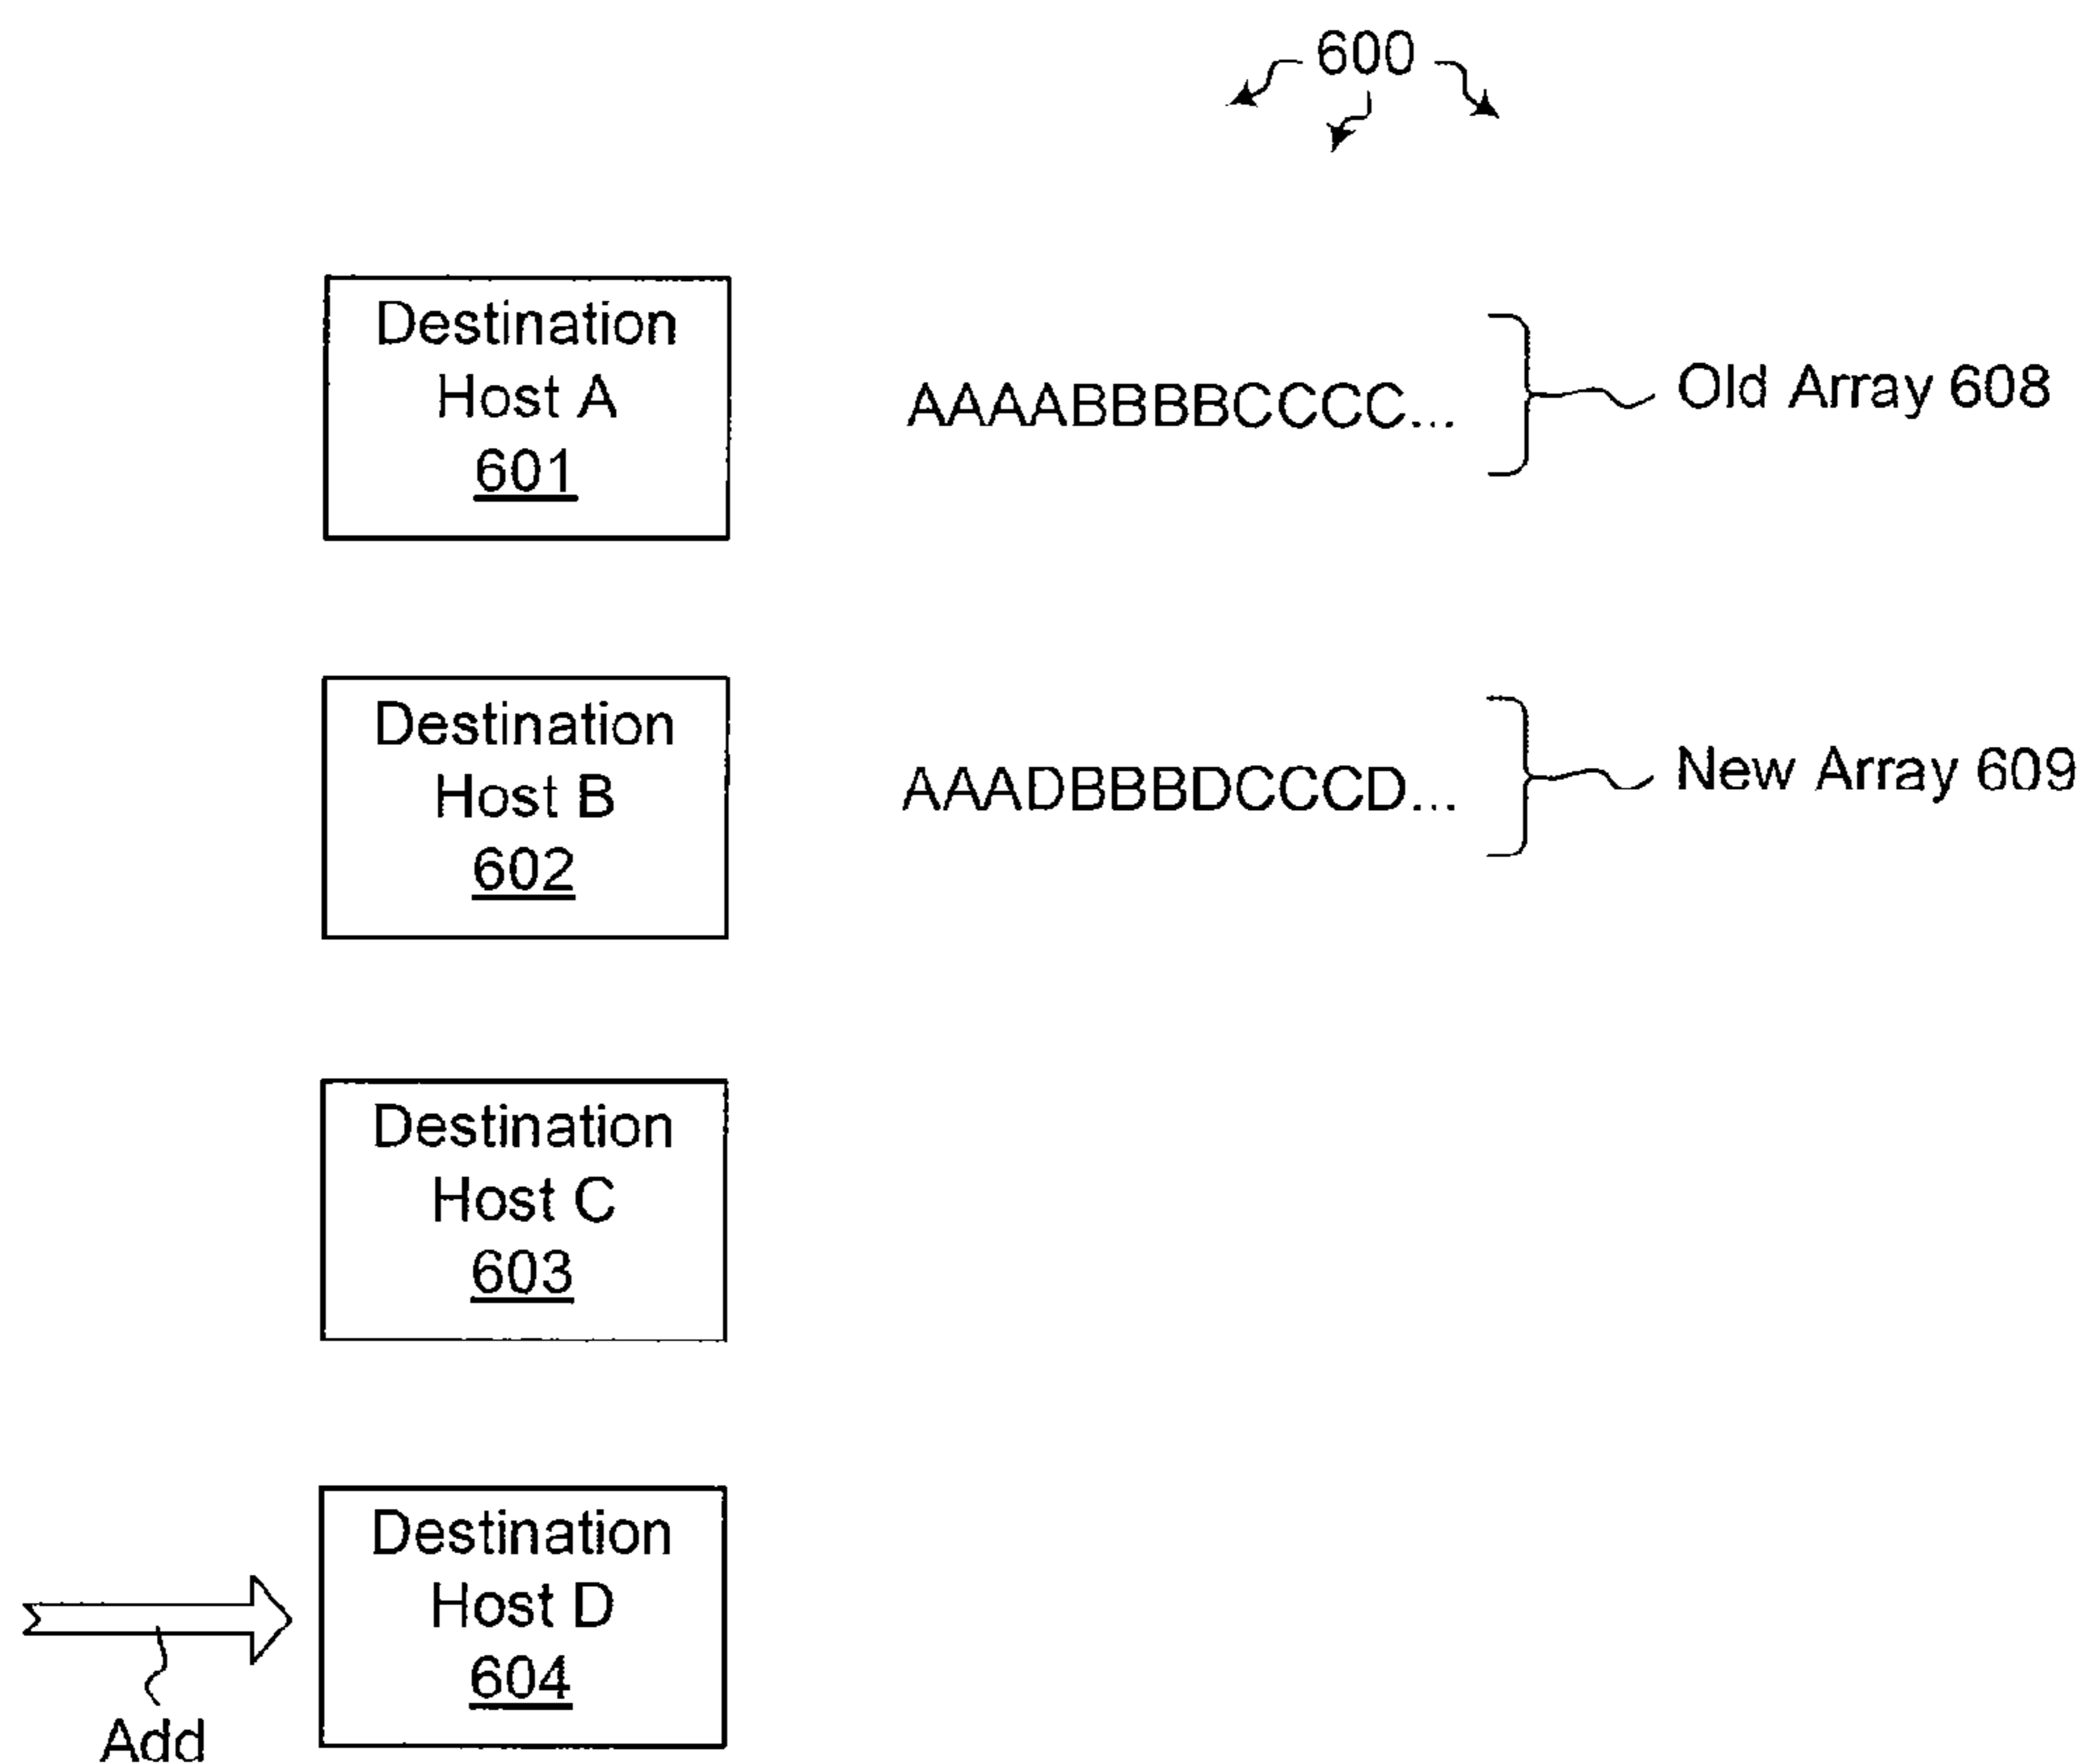 600
Destination
Host A
601
AAAABBBBCCCC...
Old Array 608
Destination
Host B
602
AAADBBBDCCCD...
New Array 609
Destination
Host C
603
Destination
Host D
604
Add